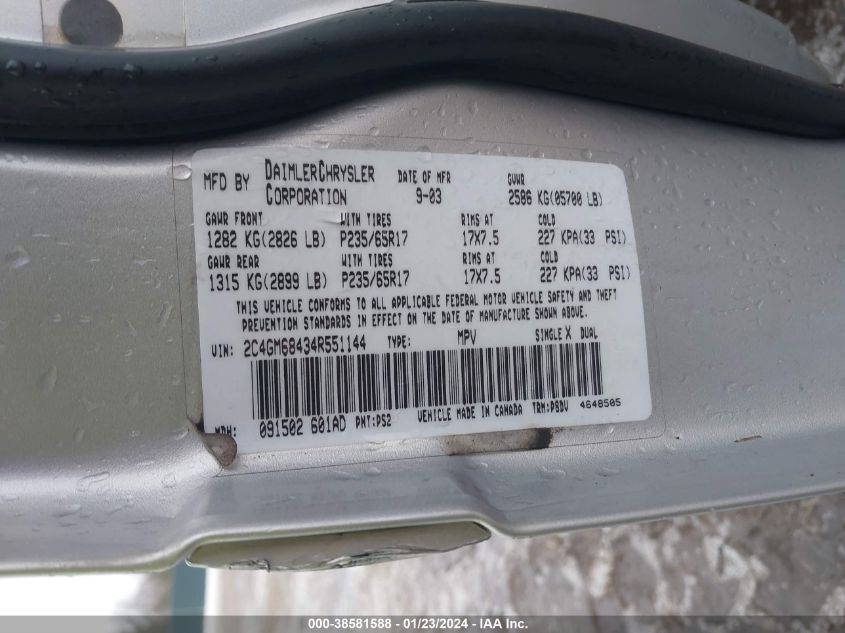 MFD BY DAIMLERCHRYSLER CORPORATION DATE OF MFR 9-03 GVWR 2586 KG(05700 LB)
GAWR FRONT WITH TIRES RIMS AT COLD
1282 KG(2826 LB) P235/65R17 17X7.5 227 KPA(33 PSI)
GAWR REAR WITH TIRES RIMS AT COLD
1315 KG(2899 LB) P235/65R17 17X7.5 227 KPA(33 PSI)
THIS VEHICLE CONFORMS TO ALL APPLICABLE FEDERAL MOTOR VEHICLE SAFETY AND THEFT
PREVENTION STANDARDS IN EFFECT ON THE DATE OF MANUFACTURE SHOWN ABOVE.
VIN: 2C4GM68434R551144 TYPE: MPV SINGLE X DUAL
MDH: 091502 601AD PNT:PS2 VEHICLE MADE IN CANADA TRM:PSDV 4648505
000-38581588 - 01/23/2024 - IAAI.COM.